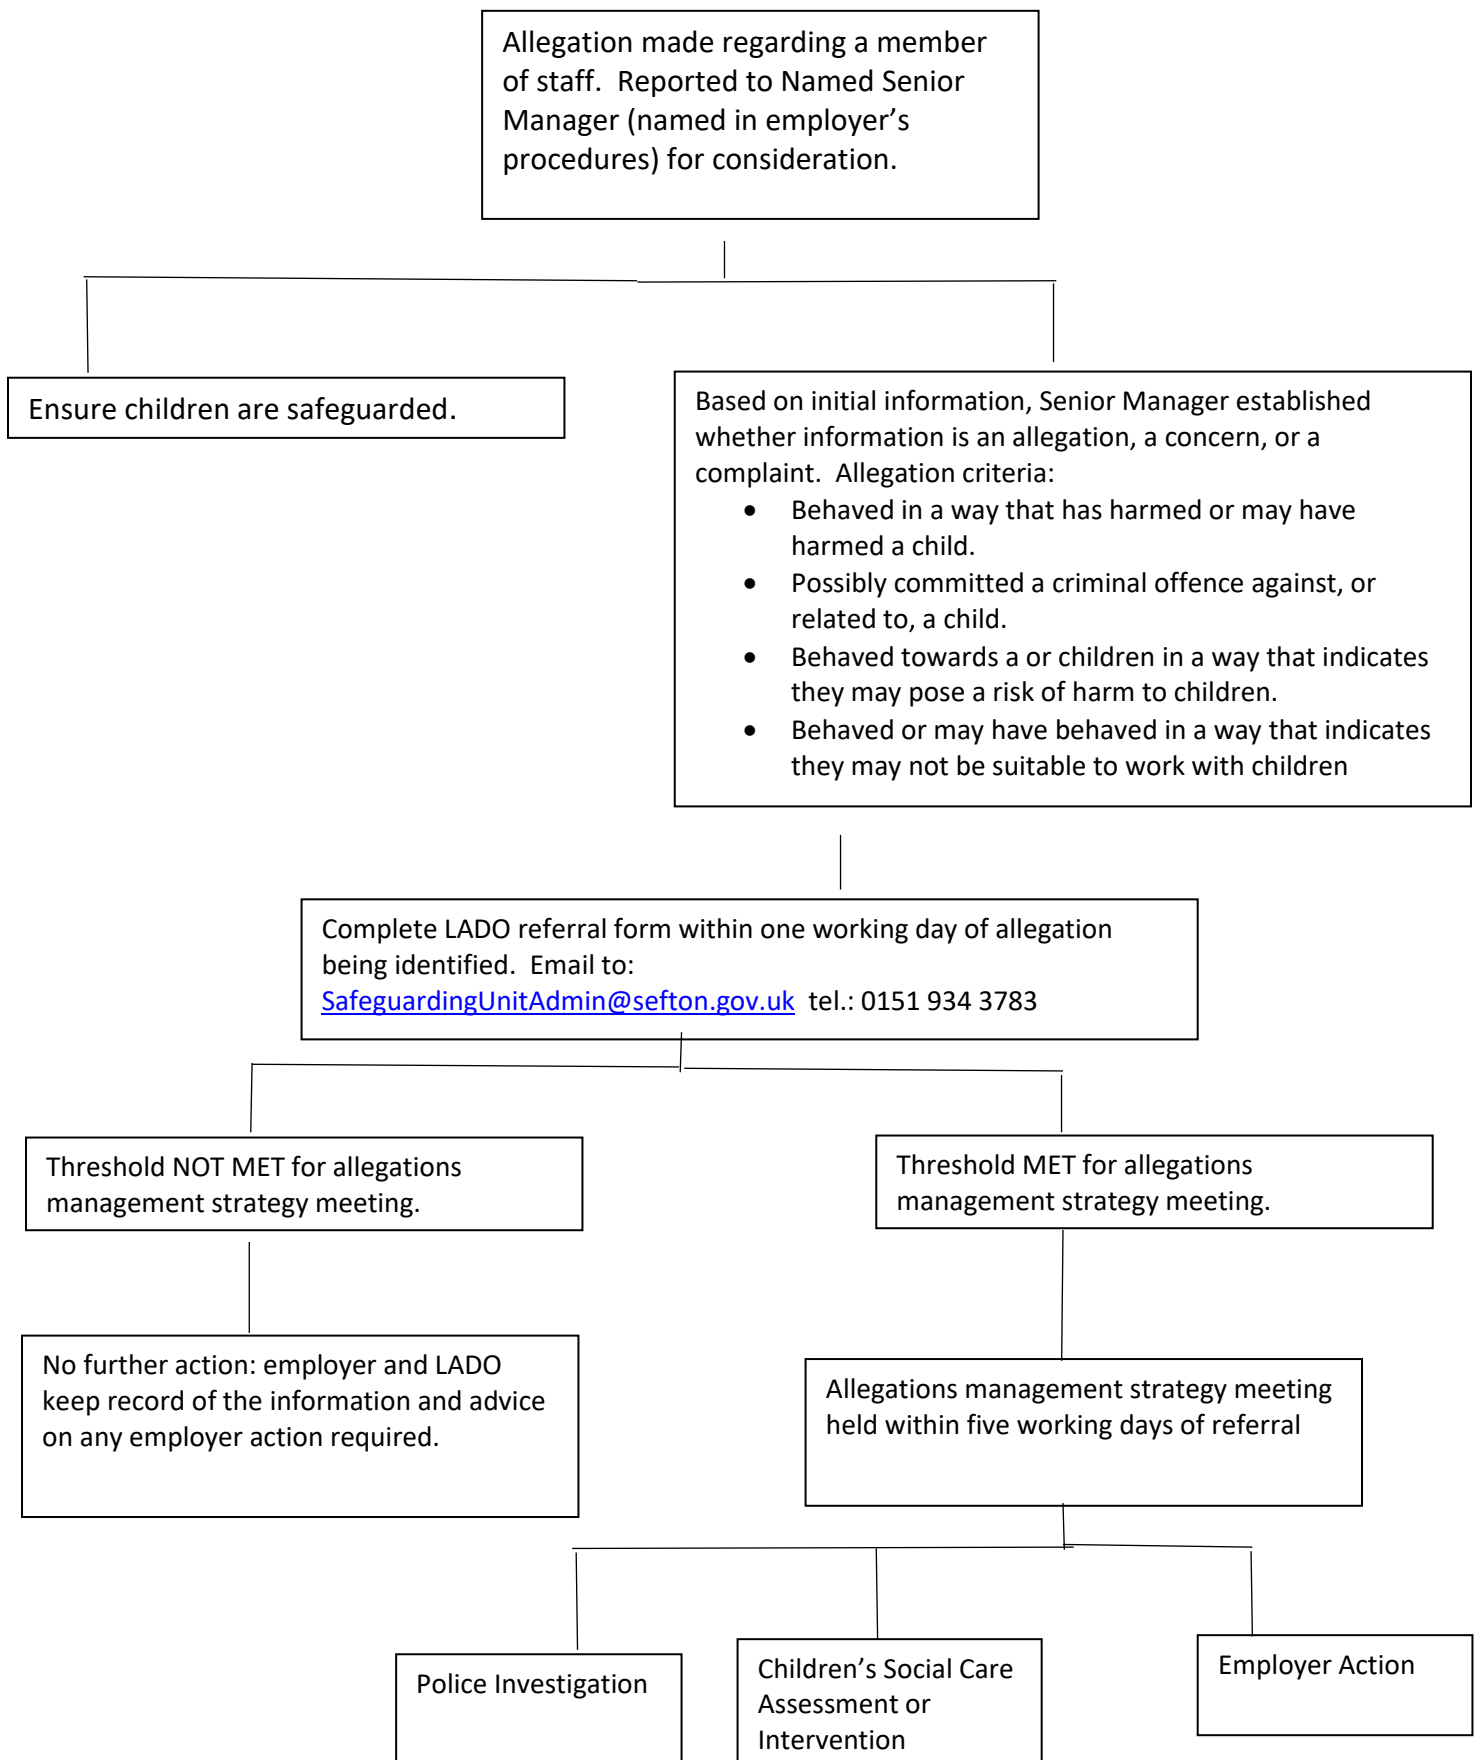 Allegation made regarding a member
of staff.  Reported to Named Senior
Manager (named in employer’s
procedures) for consideration.
Ensure children are safeguarded.
Based on initial information, Senior Manager established
whether information is an allegation, a concern, or a
complaint.  Allegation criteria:
• Behaved in a way that has harmed or may have
harmed a child.
• Possibly committed a criminal offence against, or
related to, a child.
• Behaved towards a or children in a way that indicates
they may pose a risk of harm to children.
• Behaved or may have behaved in a way that indicates
they may not be suitable to work with children
Complete LADO referral form within one working day of allegation
being identified.  Email to:
SafeguardingUnitAdmin@sefton.gov.uk  tel.: 0151 934 3783
Threshold NOT MET for allegations
management strategy meeting.
Threshold MET for allegations
management strategy meeting.
No further action: employer and LADO
keep record of the information and advice
on any employer action required.
Allegations management strategy meeting
held within five working days of referral
Police Investigation
Children’s Social Care
Assessment or
Intervention
Employer Action